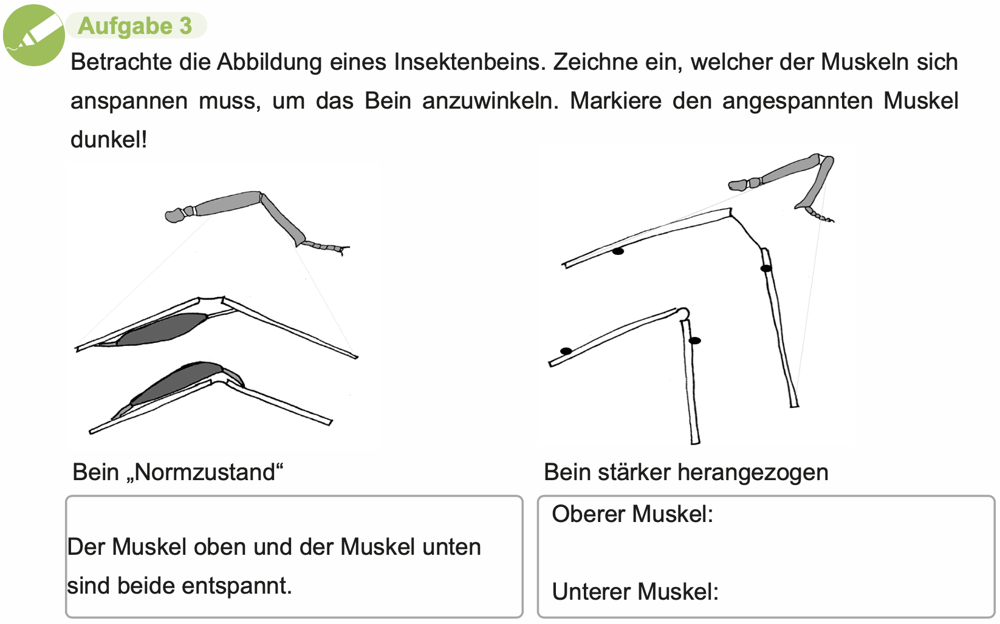 Aufgabe 3
Betrachte die Abbildung eines Insektenbeins. Zeichne ein, welcher der Muskeln sich
anspannen muss, um das Bein anzuwinkeln. Markiere den angespannten Muskel
dunkel!
Bein „Normzustand“
Bein stärker herangezogen
Der Muskel oben und der Muskel unten
sind beide entspannt.
Oberer Muskel:
Unterer Muskel: